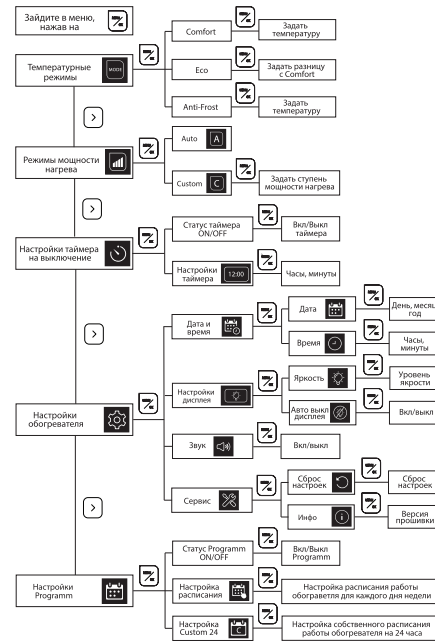 Зайдите в меню,
нажав на
Температурные
режимы
MODE
Comfort
Задать
температуру
Eco
Задать разницу
с Comfort
Anti-Frost
Задать
температуру
Режимы мощности
нагрева
Auto
A
Custom
C
Задать ступень
мощности нагрева
Настройки таймера
на выключение
Статус таймера
ON/OFF
Вкл/Выкл
таймера
Настройки
таймера
12:00
Часы, минуты
Настройки
обогревателя
Дата и
время
Дата
День, месяц
год
Время
Часы,
минуты
Настройки
дисплея
Яркость
Уровень
яркости
Авто выкл
дисплея
Вкл/выкл
Звук
Вкл/выкл
Сервис
Сброс
настроек
Сброс
настроек
Инфо
Версия
прошивки
Настройки
Programm
Статус Programm
ON/OFF
Вкл/Выкл
Programm
Настройка
расписания
Настройка расписания работы
обограветля для каждого дня недели
Настройка
Custom 24
C
Настройка собственного расписания
работы обогревателя на 24 часа